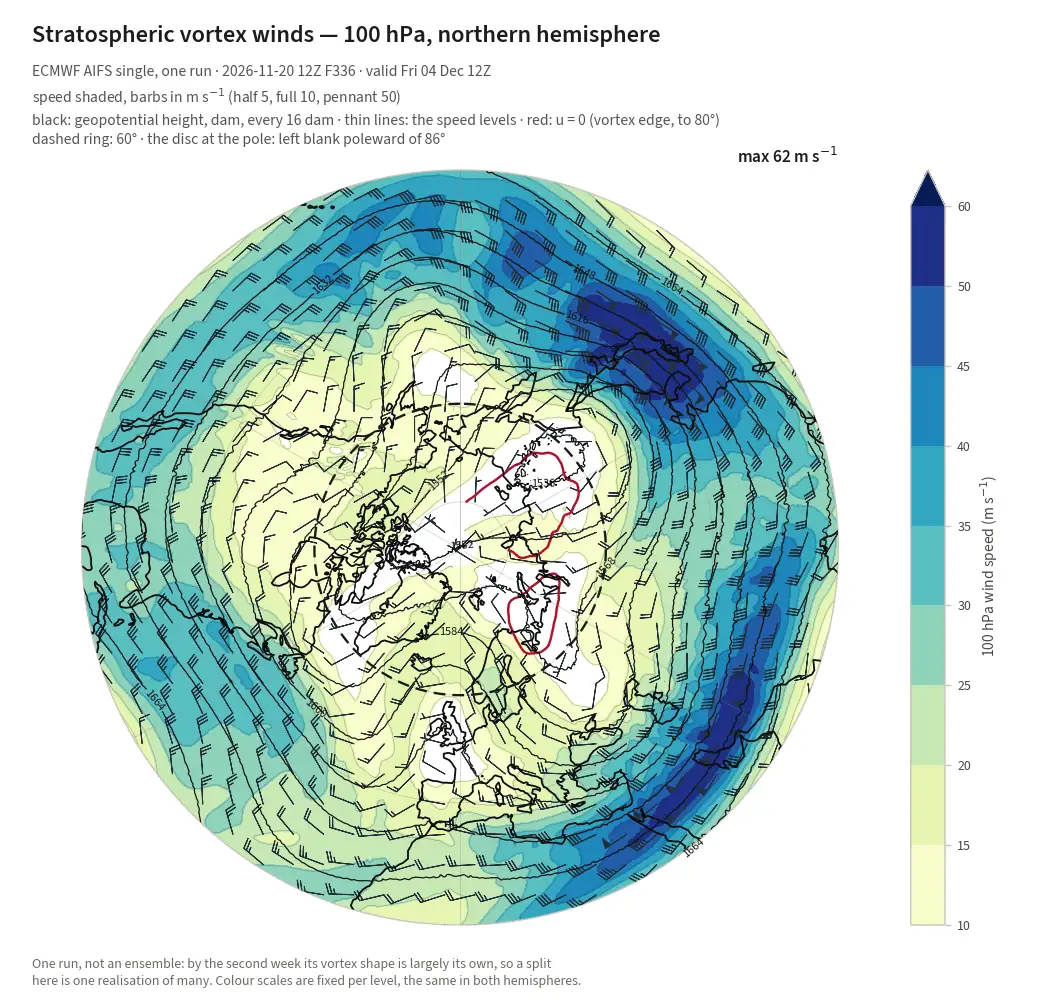 Stratospheric vortex winds — 100 hPa, northern hemisphere
ECMWF AIFS single, one run · 2026-11-20 12Z F336 · valid Fri 04 Dec 12Z
speed shaded, barbs in m s⁻¹ (half 5, full 10, pennant 50)
black: geopotential height, dam, every 16 dam · thin lines: the speed levels · red: u = 0 (vortex edge, to 80°)
dashed ring: 60° · the disc at the pole: left blank poleward of 86°
max 62 m s⁻¹
60
50
45
40
35
30
25
20
15
10
100 hPa wind speed (m s⁻¹)
1632
1648
1664
1616
1536
1568
1584
1664
1664
One run, not an ensemble: by the second week its vortex shape is largely its own, so a split
here is one realisation of many. Colour scales are fixed per level, the same in both hemispheres.